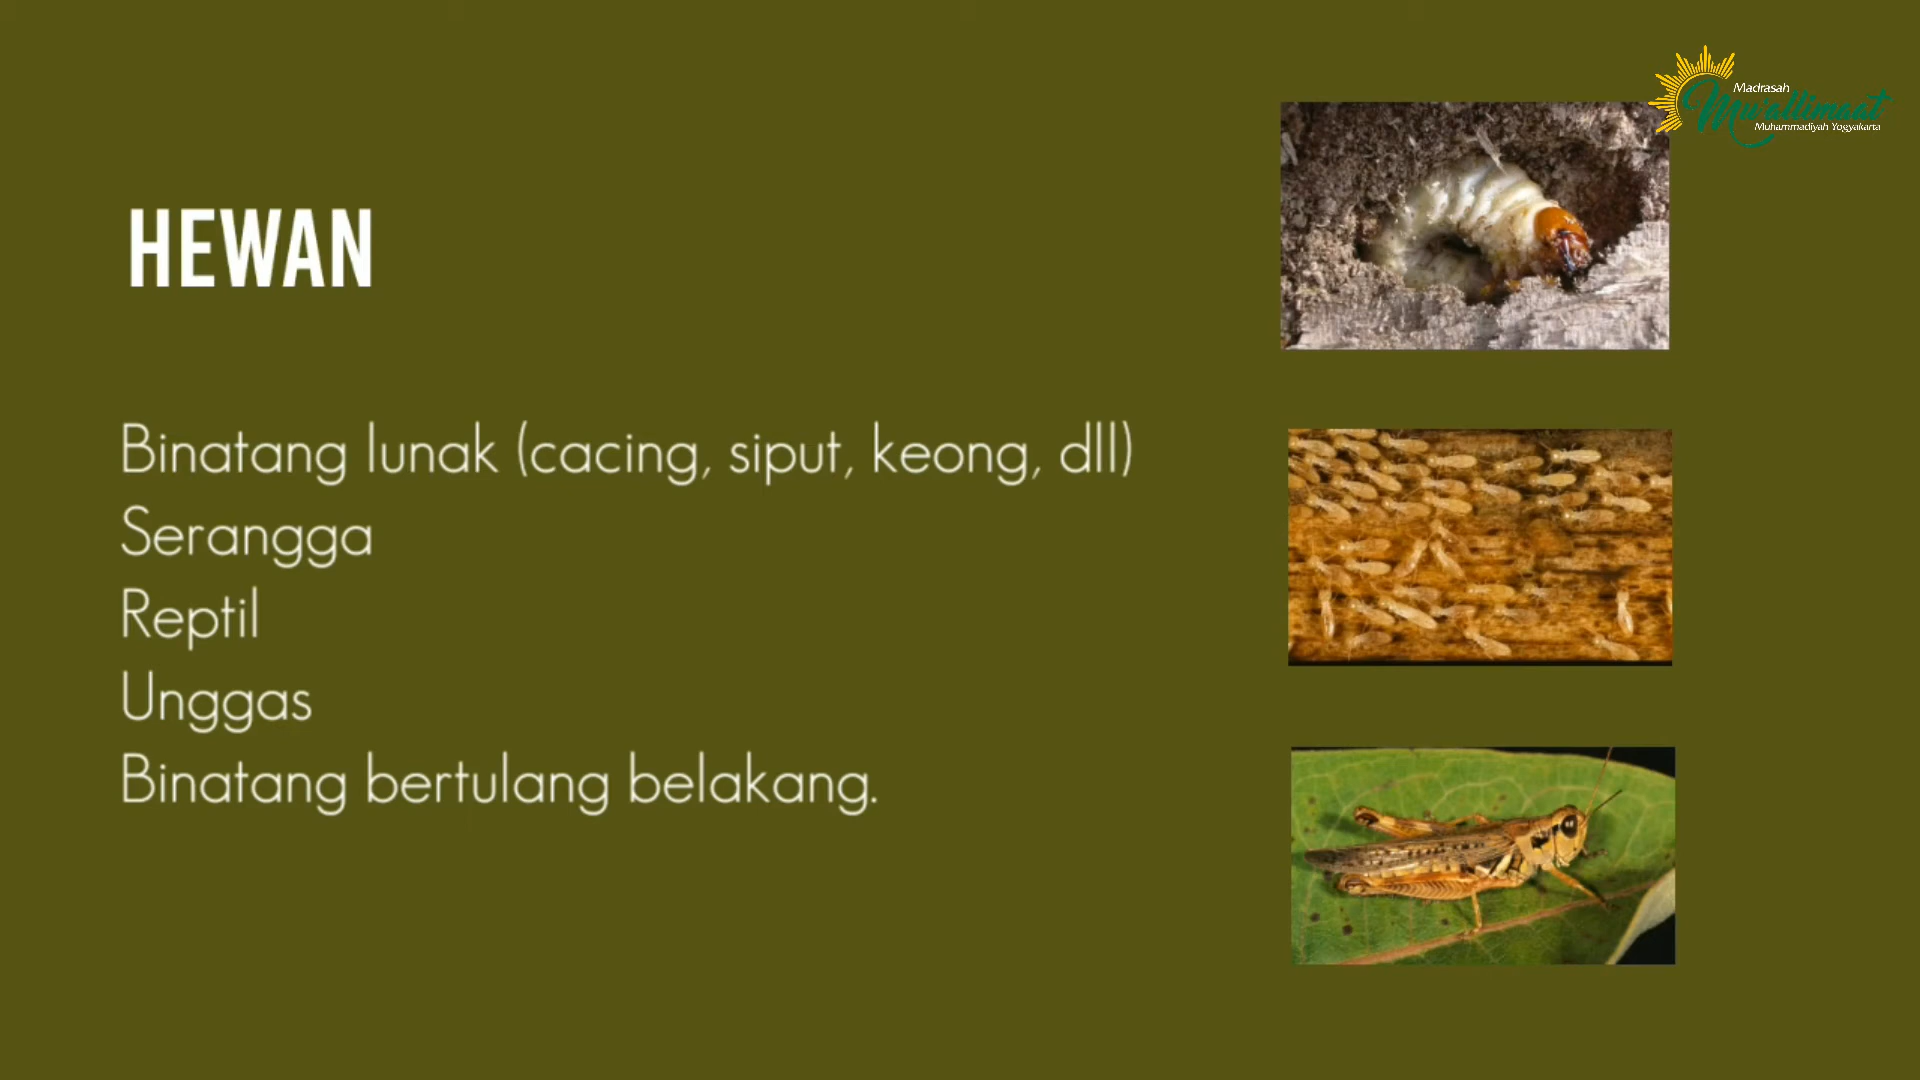 Madrasah
Mu'allimaat
Muhammadiyah Yogyakarta
HEWAN
Binatang lunak (cacing, siput, keong, dll)
Serangga
Reptil
Unggas
Binatang bertulang belakang.